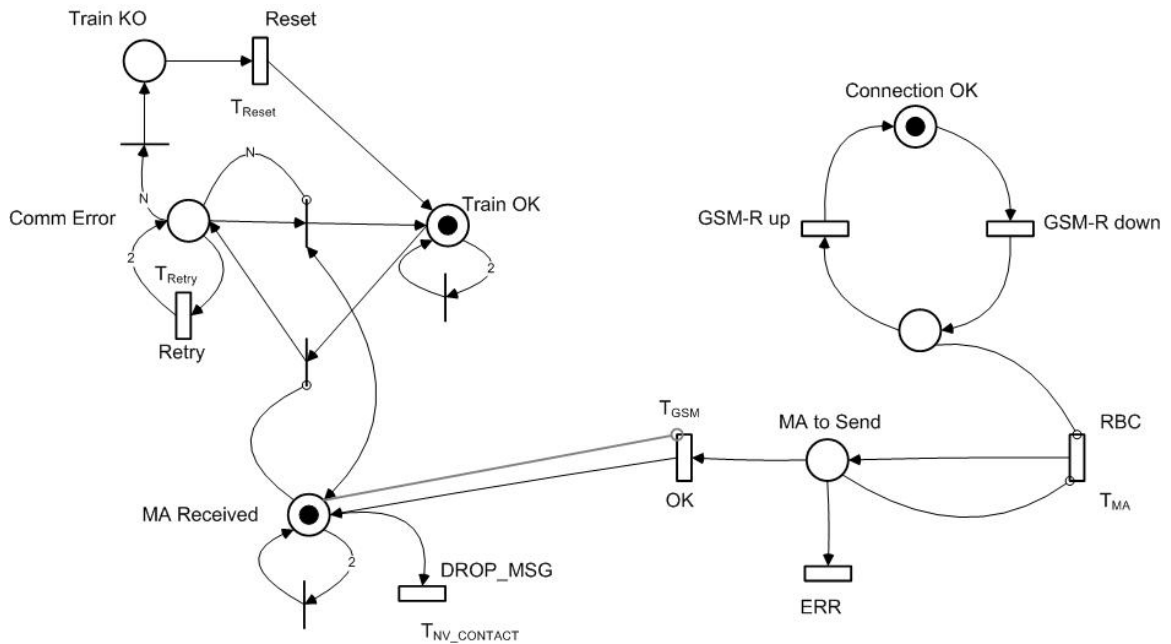 Train KO
Reset
T_Reset
Connection OK
N
N
Comm Error
Train OK
GSM-R up
GSM-R down
2
T_Retry
2
Retry
T_GSM
MA to Send
RBC
MA Received
OK
T_MA
2
DROP_MSG
ERR
T_NV_CONTACT